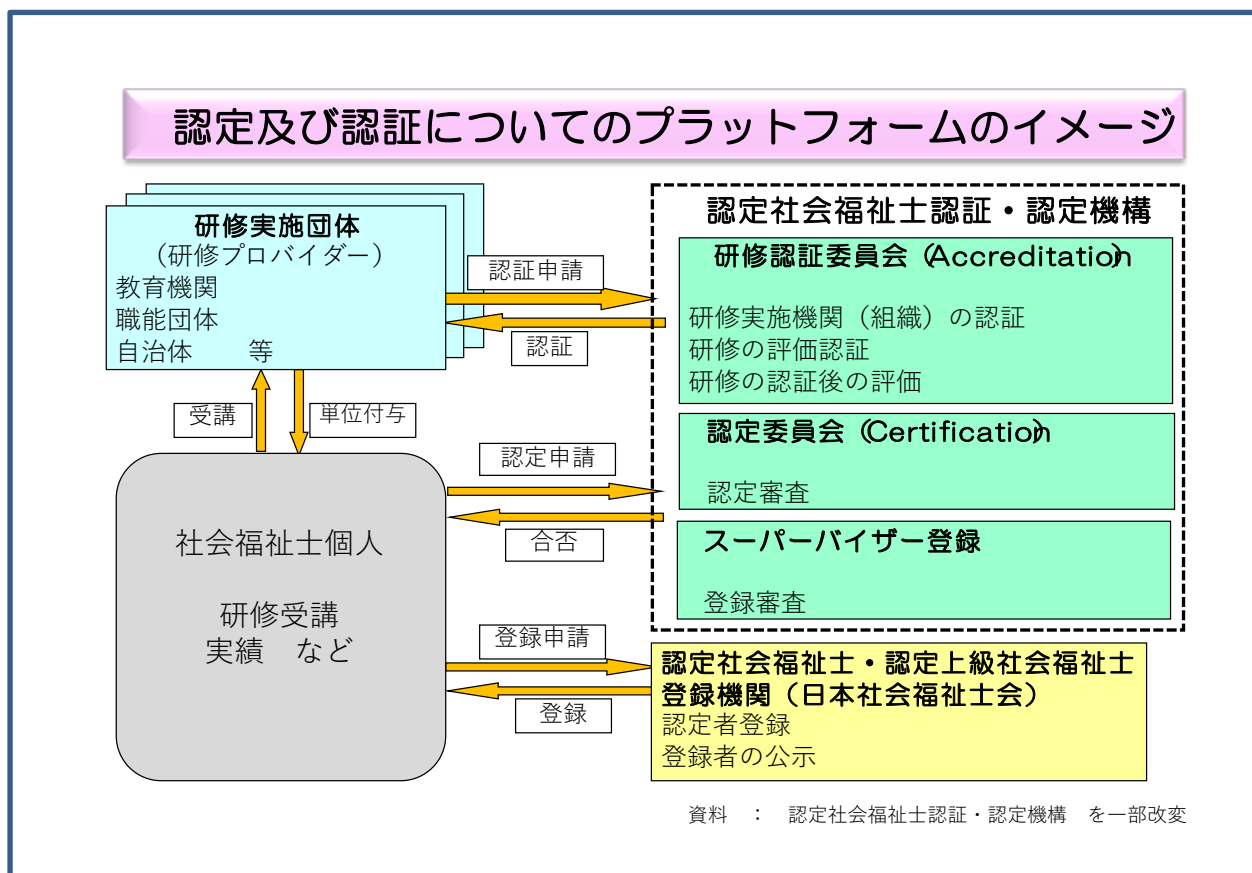 認定及び認証についてのプラットフォームのイメージ
研修実施団体
（研修プロバイダー）
教育機関
職能団体
自治体　　等
認証申請
認証
受講
単位付与
認定社会福祉士認証・認定機構
研修認証委員会（Accreditation）
研修実施機関（組織）の認証
研修の評価認証
研修の認証後の評価
認定委員会（Certification）
認定審査
スーパーバイザー登録
登録審査
認定申請
合否
社会福祉士個人
研修受講
実績　など
登録申請
登録
認定社会福祉士・認定上級社会福祉士
登録機関（日本社会福祉士会）
認定者登録
登録者の公示
資料　：　認定社会福祉士認証・認定機構　を一部改変